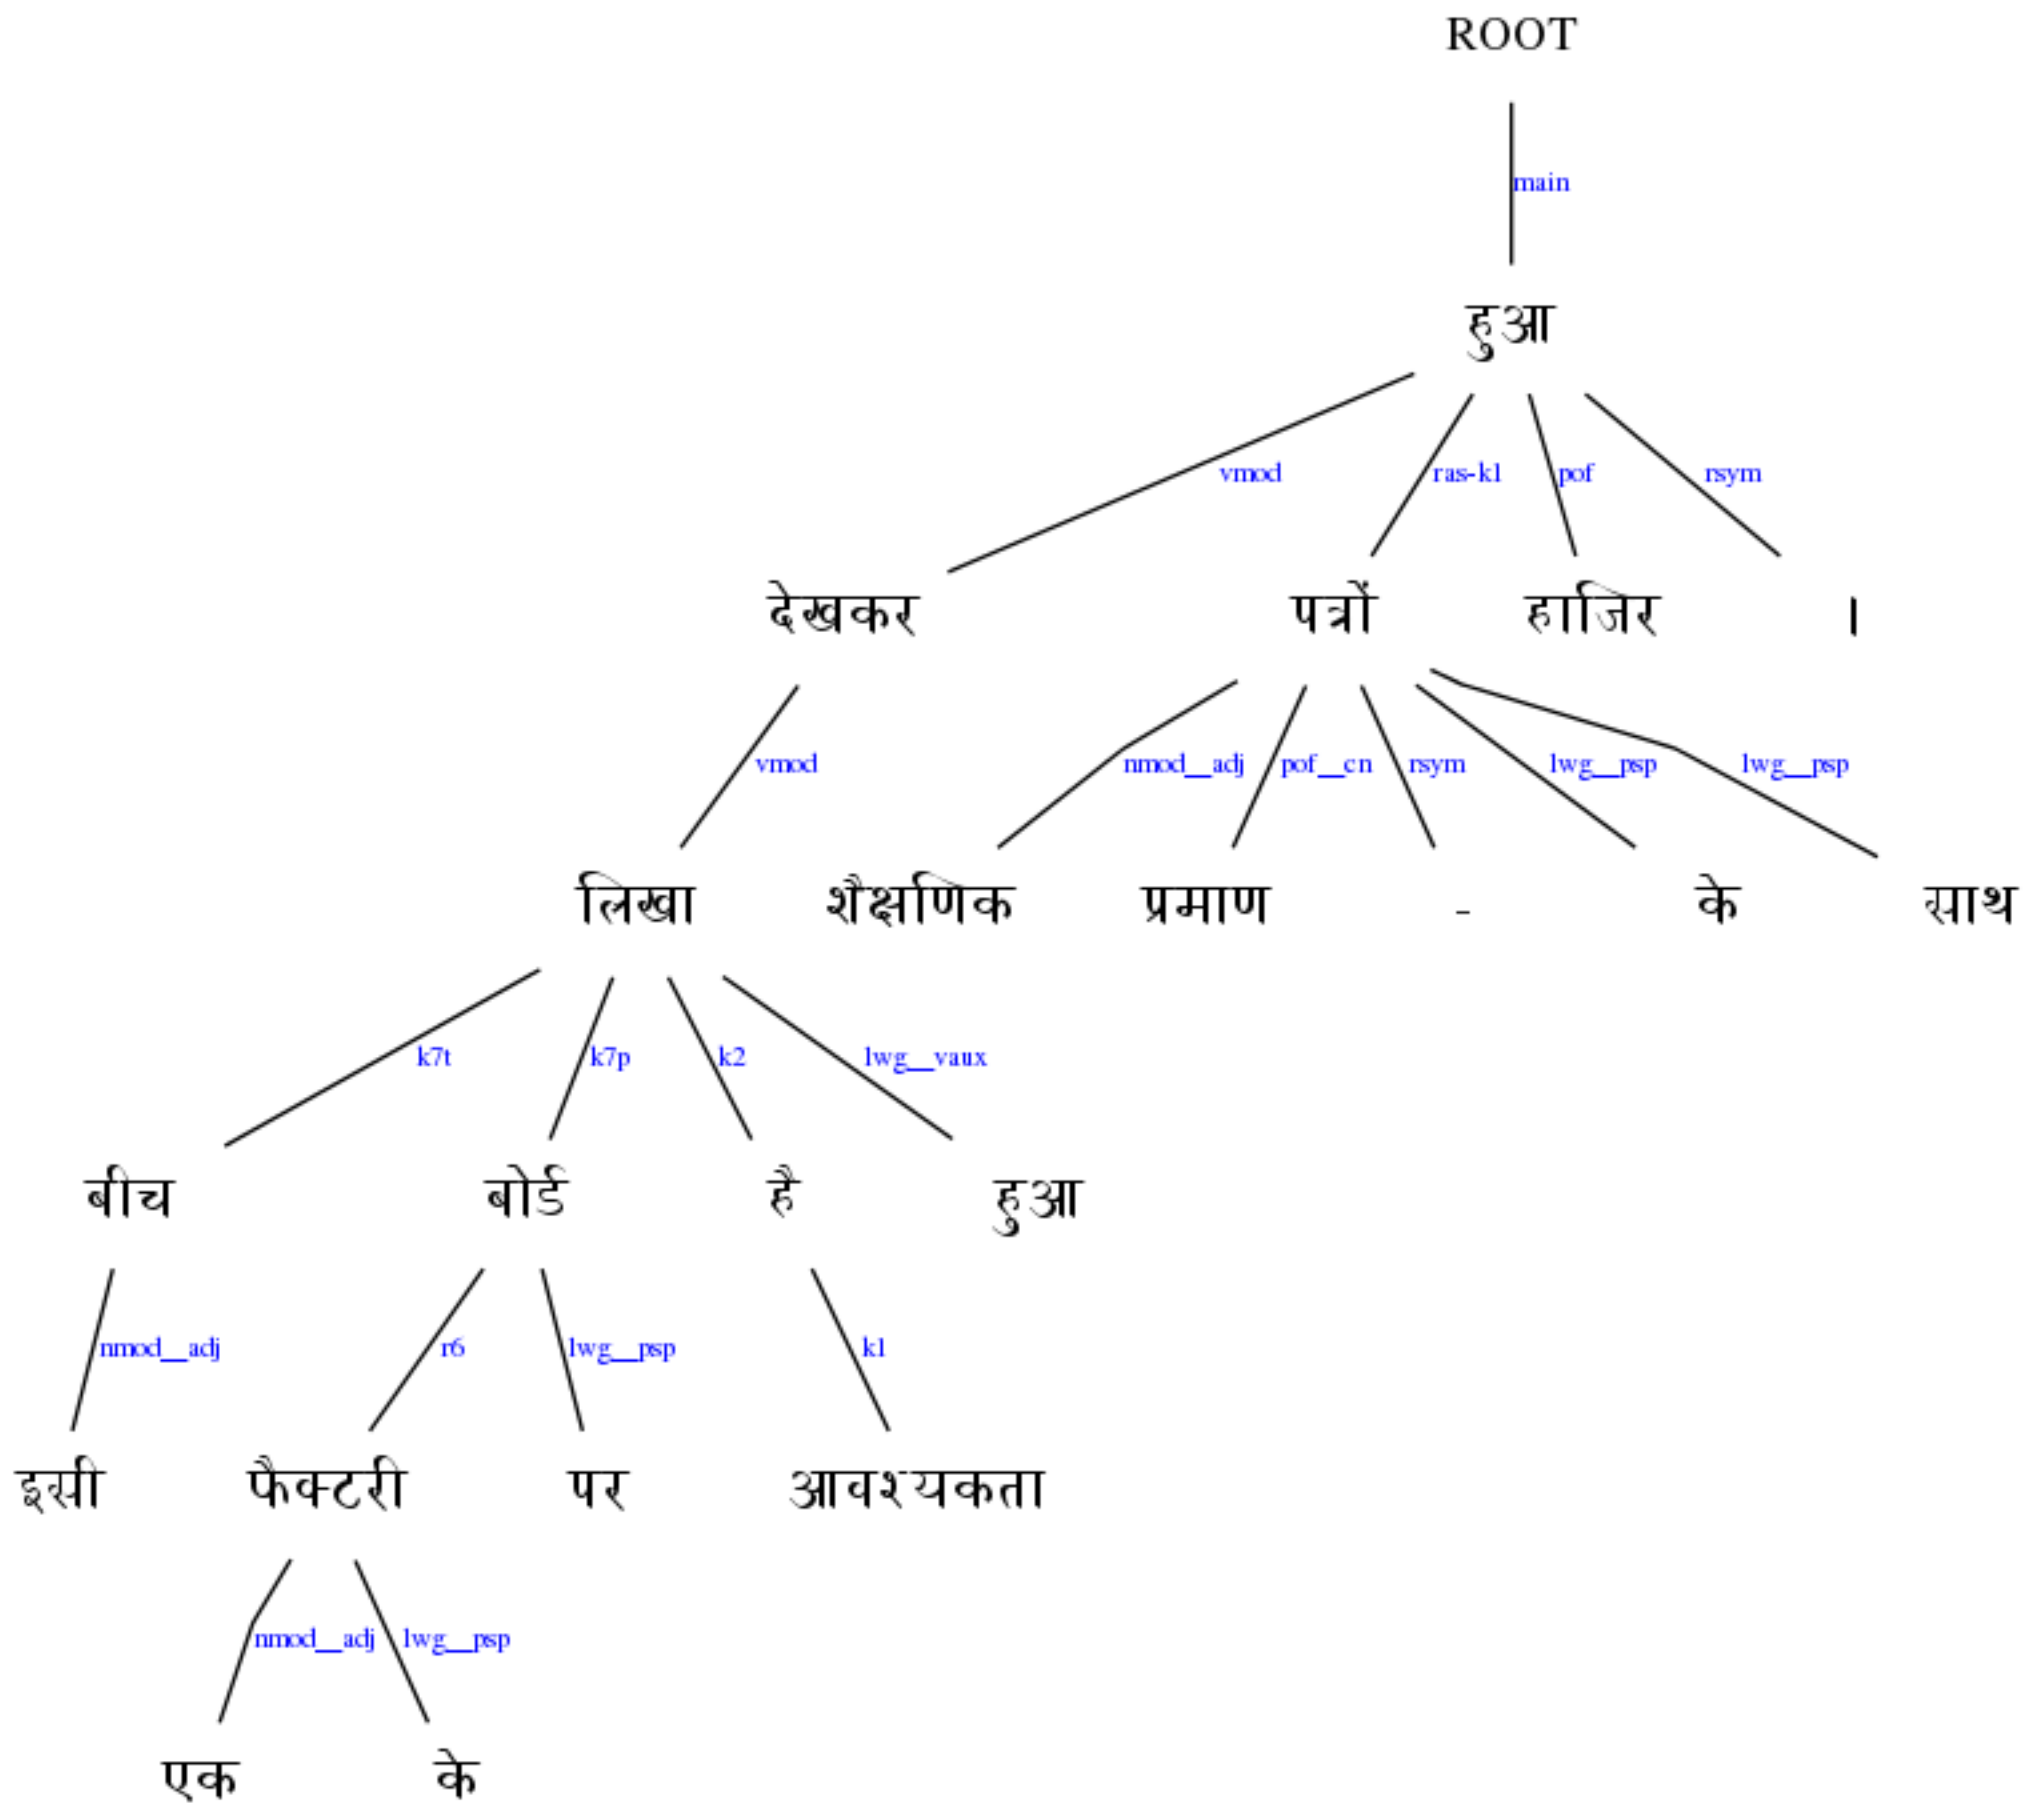 ROOT
main
हुआ
vmod ras-k1 pof rsym
देखकर पत्रों हाजिर ।
vmod nmod__adj pof__cn rsym lwg__psp lwg__psp
लिखा शैक्षणिक प्रमाण - के साथ
k7t k7p k2 lwg__vaux
बीच बोर्ड है हुआ
nmod__adj r6 lwg__psp k1
इसी फैक्टरी पर आवश्यकता
nmod__adj lwg__psp
एक के